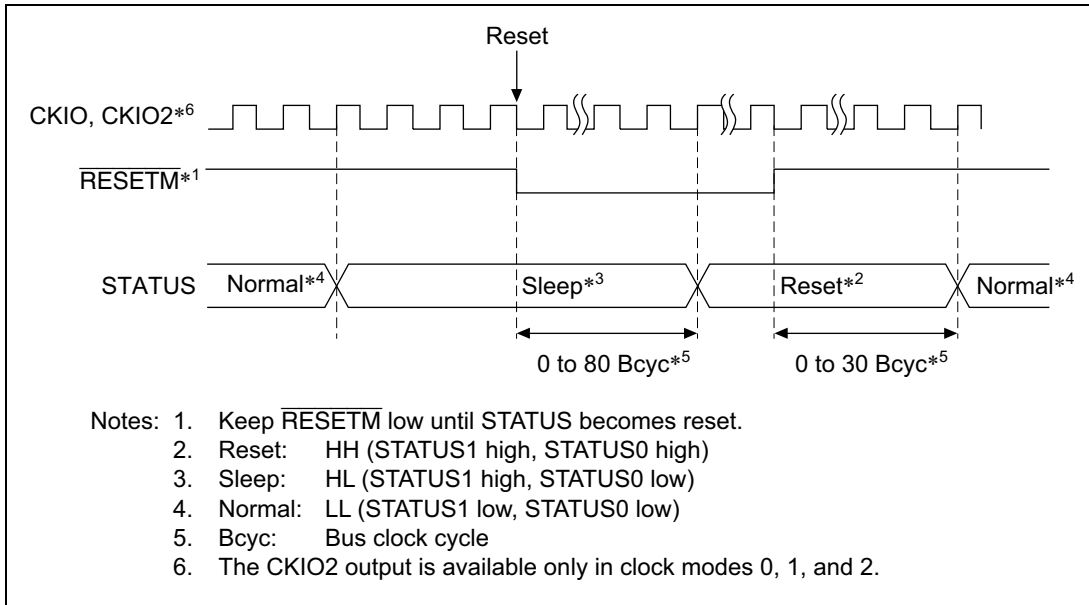 Reset
CKIO, CKIO2*6
RESETM*1
STATUS Normal*4 Sleep*3 Reset*2 Normal*4
0 to 80 Bcyc*5 0 to 30 Bcyc*5
Notes: 1. Keep RESETM low until STATUS becomes reset.
2. Reset: HH (STATUS1 high, STATUS0 high)
3. Sleep: HL (STATUS1 high, STATUS0 low)
4. Normal: LL (STATUS1 low, STATUS0 low)
5. Bcyc: Bus clock cycle
6. The CKIO2 output is available only in clock modes 0, 1, and 2.